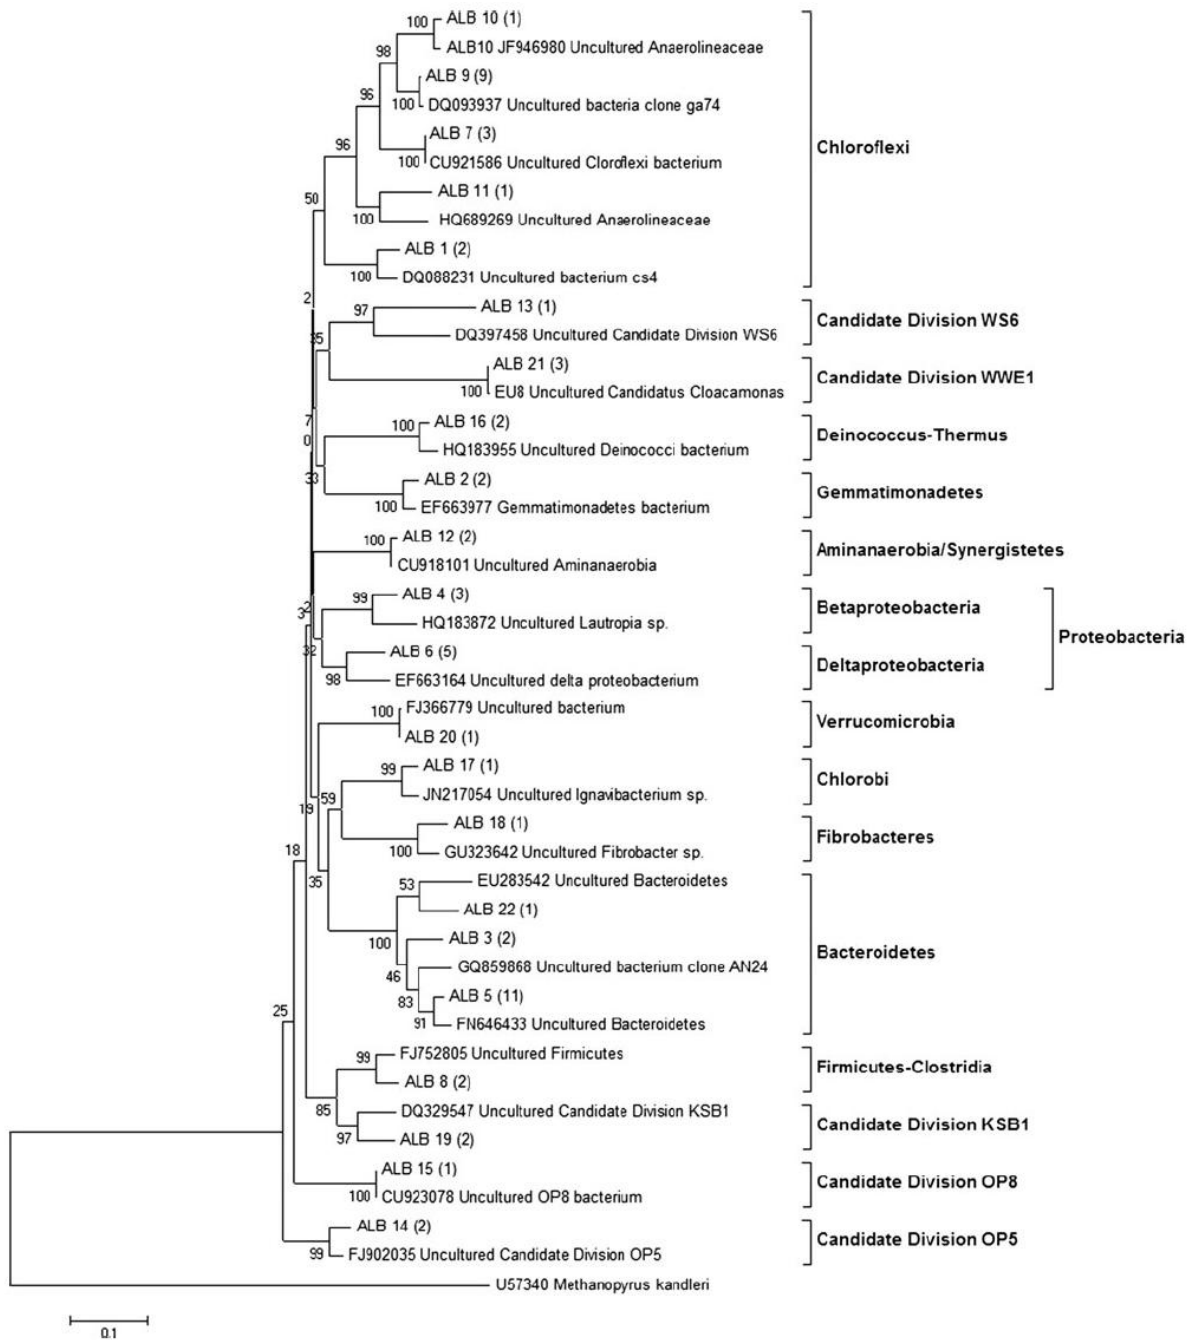 100 ALB 10 (1)
ALB10 JF946980 Uncultured Anaerolineaceae
98
ALB 9 (9)
96
100 DQ093937 Uncultured bacteria clone ga74
ALB 7 (3)
Chloroflexi
96
100 CU921586 Uncultured Cloroflexi bacterium
ALB 11 (1)
50
100 HQ689269 Uncultured Anaerolineaceae
ALB 1 (2)
100 DQ088231 Uncultured bacterium cs4
2
97 ALB 13 (1)
Candidate Division WS6
35
DQ397458 Uncultured Candidate Division WS6
ALB 21 (3)
Candidate Division WWE1
100 EU8 Uncultured Candidatus Cloacamonas
7
100 ALB 16 (2)
Deinococcus-Thermus
0
HQ183955 Uncultured Deinococci bacterium
33
ALB 2 (2)
Gemmatimonadetes
100 EF663977 Gemmatimonadetes bacterium
100 ALB 12 (2)
Aminanaerobia/Synergistetes
CU918101 Uncultured Aminanaerobia
99 ALB 4 (3)
Betaproteobacteria
3 2
HQ183872 Uncultured Lautropia sp.
Proteobacteria
32
ALB 6 (5)
Deltaproteobacteria
98 EF663164 Uncultured delta proteobacterium
100 FJ366779 Uncultured bacterium
Verrucomicrobia
ALB 20 (1)
99 ALB 17 (1)
Chlorobi
59
JN217054 Uncultured Ignavibacterium sp.
19
ALB 18 (1)
Fibrobacteres
18
100 GU323642 Uncultured Fibrobacter sp.
35
53 EU283542 Uncultured Bacteroidetes
ALB 22 (1)
100 ALB 3 (2)
Bacteroidetes
GQ859868 Uncultured bacterium clone AN24
46
ALB 5 (11)
83
25
91 FN646433 Uncultured Bacteroidetes
99 FJ752805 Uncultured Firmicutes
Firmicutes-Clostridia
ALB 8 (2)
85
DQ329547 Uncultured Candidate Division KSB1
Candidate Division KSB1
97 ALB 19 (2)
ALB 15 (1)
Candidate Division OP8
100 CU923078 Uncultured OP8 bacterium
ALB 14 (2)
Candidate Division OP5
99 FJ902035 Uncultured Candidate Division OP5
U57340 Methanopyrus kandleri
0.1